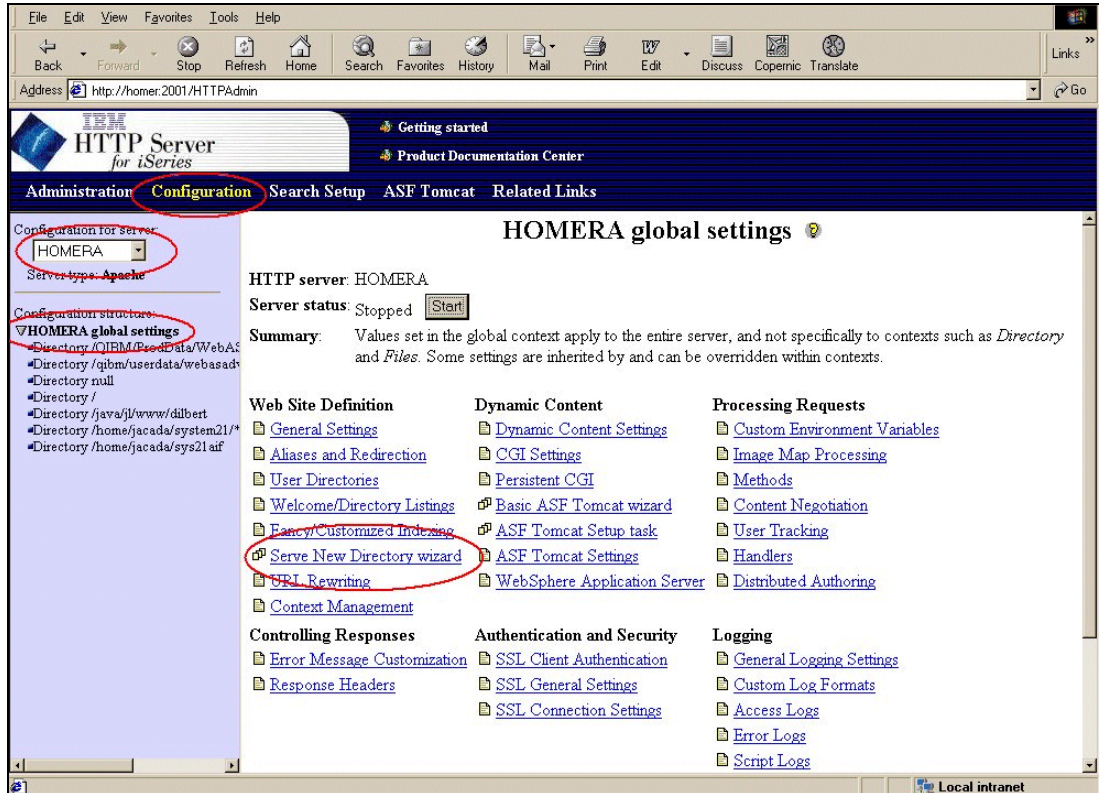 File Edit View Favorites Tools Help
Back Forward Stop Refresh Home Search Favorites History Mail Print Edit Discuss Copernic Translate
Links »
Address http://homer:2001/HTTPAdmin Go
IBM
HTTP Server
for iSeries
Getting started
Product Documentation Center
Administration Configuration Search Setup ASF Tomcat Related Links
Configuration for server:
HOMERA
Server type: Apache
Configuration structure:
HOMERA global settings
Directory /QIBM/ProdData/WebAS
Directory /qibm/userdata/webasadv
Directory null
Directory /
Directory /java/jl/www/dilbert
Directory /home/jacada/system21/*
Directory /home/jacada/sys21aif
HOMERA global settings
HTTP server: HOMERA
Server status: Stopped Start
Summary: Values set in the global context apply to the entire server, and not specifically to contexts such as Directory
and Files. Some settings are inherited by and can be overridden within contexts.
Web Site Definition
General Settings
Aliases and Redirection
User Directories
Welcome/Directory Listings
Fancy/Customized Indexing
Serve New Directory wizard
URL Rewriting
Context Management
Dynamic Content
Dynamic Content Settings
CGI Settings
Persistent CGI
Basic ASF Tomcat wizard
ASF Tomcat Setup task
ASF Tomcat Settings
WebSphere Application Server
Processing Requests
Custom Environment Variables
Image Map Processing
Methods
Content Negotiation
User Tracking
Handlers
Distributed Authoring
Controlling Responses
Error Message Customization
Response Headers
Authentication and Security
SSL Client Authentication
SSL General Settings
SSL Connection Settings
Logging
General Logging Settings
Custom Log Formats
Access Logs
Error Logs
Script Logs
Local intranet